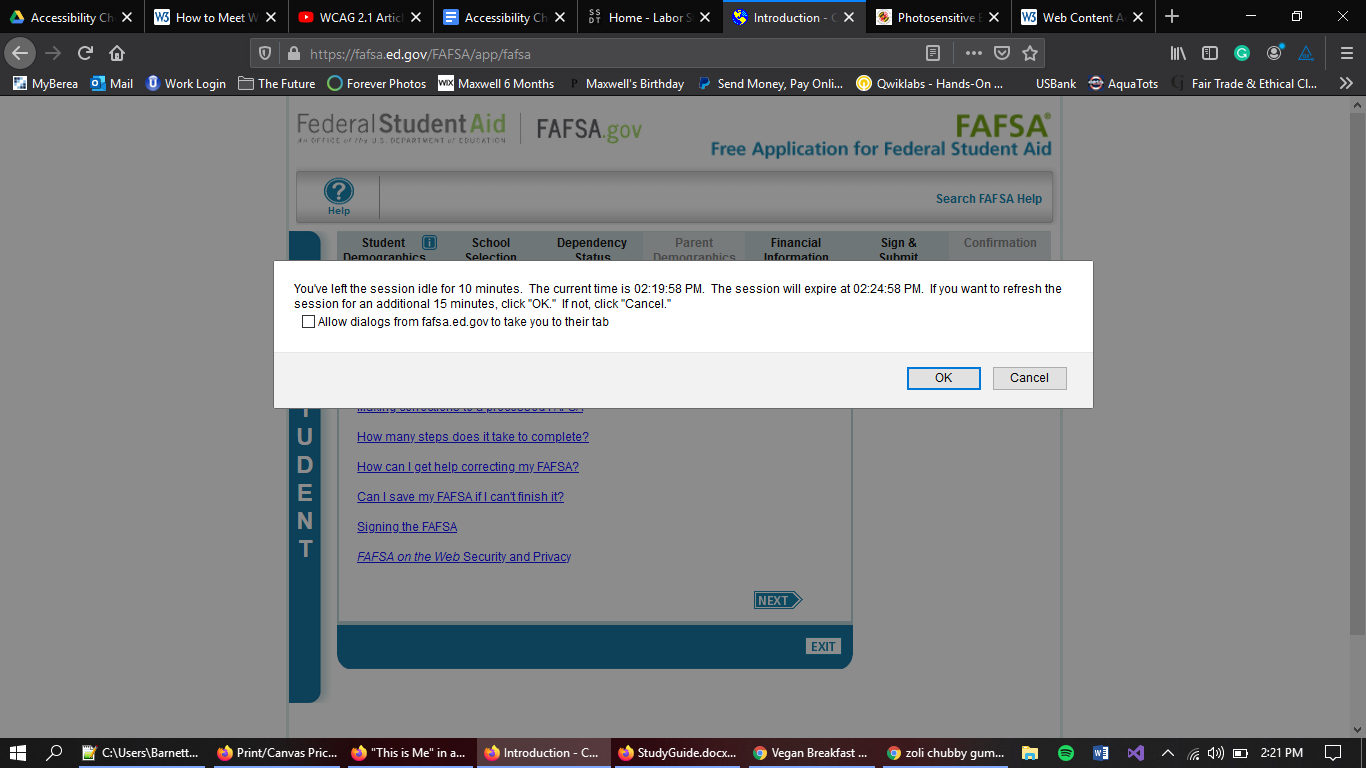 Accessibility Ch
How to Meet W
WCAG 2.1 Articl
Accessibility Ch
Home - Labor S
Introduction - C
Photosensitive E
Web Content A
https://fafsa.ed.gov/FAFSA/app/fafsa
MyBerea
Mail
Work Login
The Future
Forever Photos
Maxwell 6 Months
Maxwell's Birthday
Send Money, Pay Onli...
Qwiklabs - Hands-On ...
USBank
AquaTots
Fair Trade & Ethical Cl...
Federal Student Aid
AN OFFICE of the U.S. DEPARTMENT of EDUCATION
FAFSA.gov
FAFSA®
Free Application for Federal Student Aid
Help
Search FAFSA Help
Student Demographics
School Selection
Dependency Status
Parent Demographics
Financial Information
Sign & Submit
Confirmation
You've left the session idle for 10 minutes.  The current time is 02:19:58 PM.  The session will expire at 02:24:58 PM.  If you want to refresh the
session for an additional 15 minutes, click "OK."  If not, click "Cancel."
Allow dialogs from fafsa.ed.gov to take you to their tab
OK
Cancel
Making corrections to a processed FAFSA
How many steps does it take to complete?
How can I get help correcting my FAFSA?
Can I save my FAFSA if I can't finish it?
Signing the FAFSA
FAFSA on the Web Security and Privacy
TUDENT
NEXT
EXIT
C:\Users\Barnett...
Print/Canvas Pric...
"This is Me" in a...
Introduction - C...
StudyGuide.docx...
Vegan Breakfast ...
zoli chubby gum...
2:21 PM